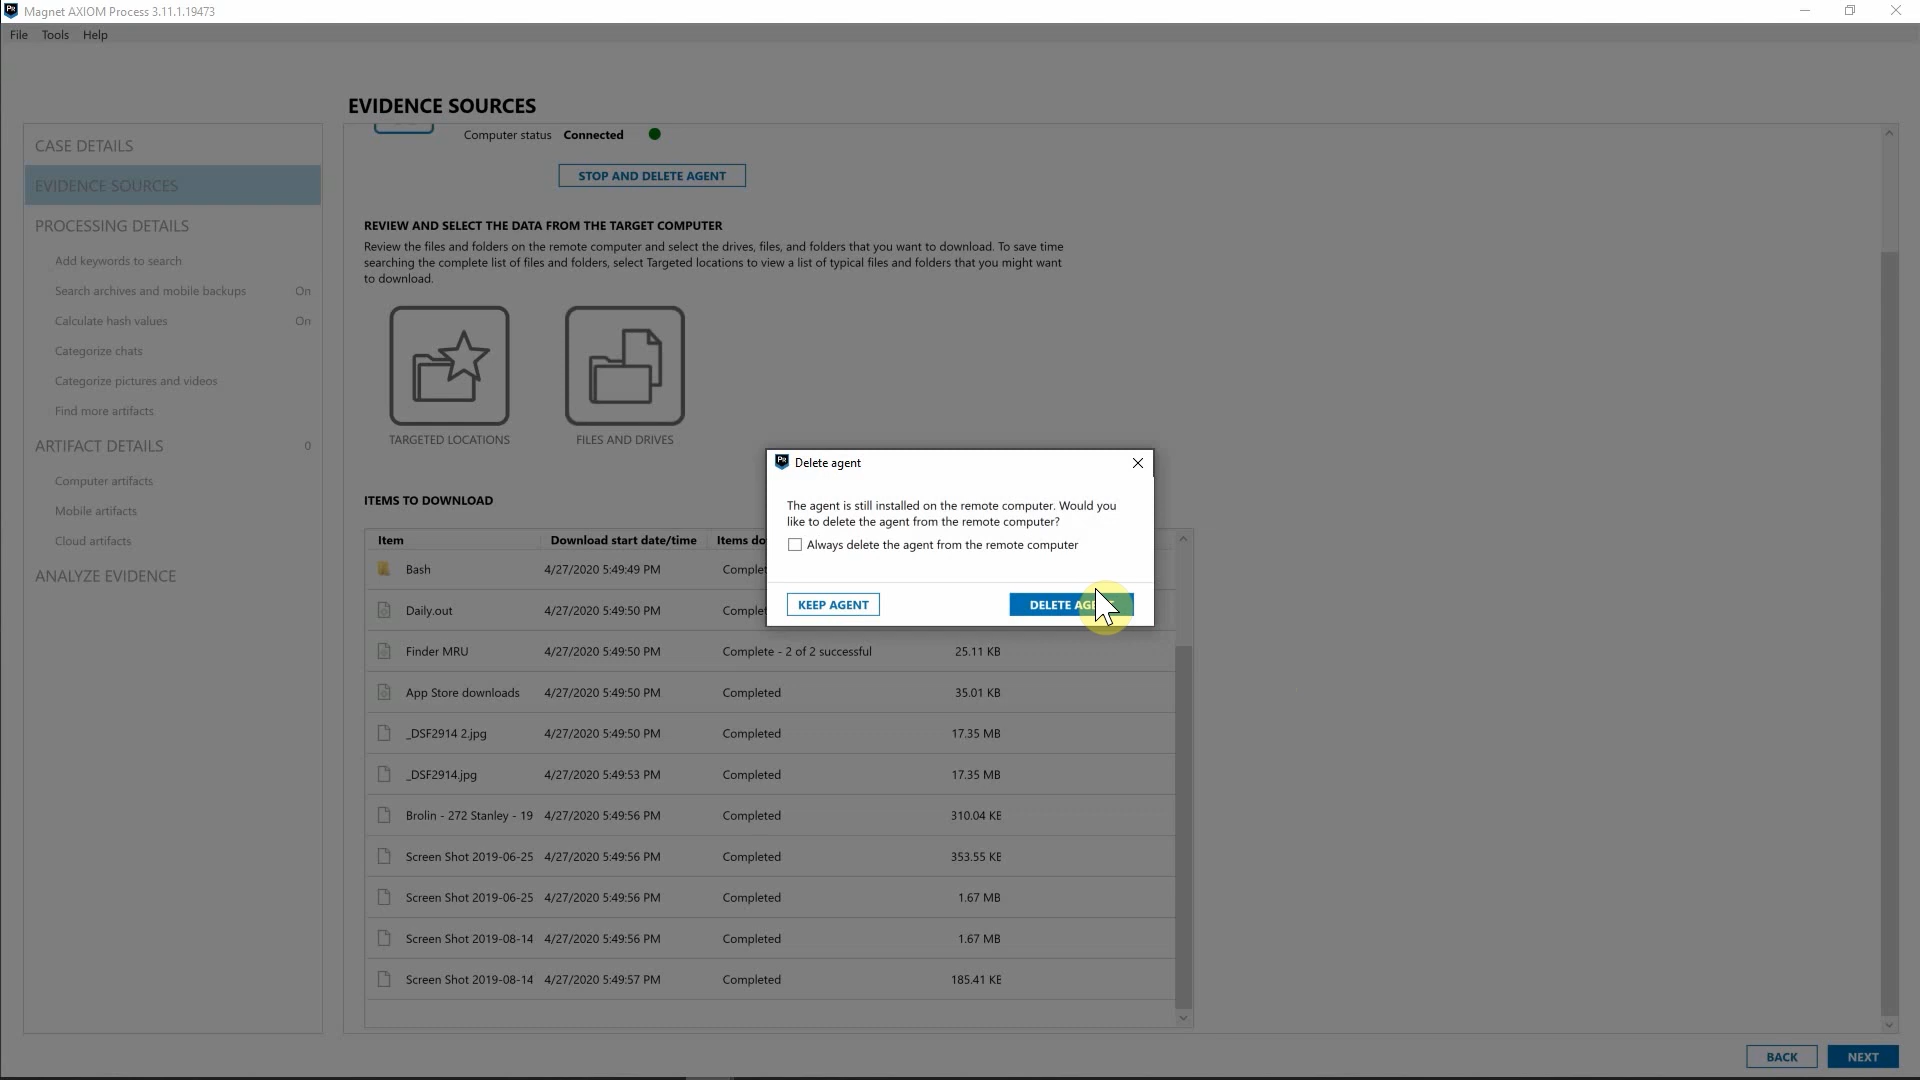 Magnet AXIOM Process 3.11.1.19473
File Tools Help
EVIDENCE SOURCES
CASE DETAILS
EVIDENCE SOURCES
PROCESSING DETAILS
Add keywords to search
Search archives and mobile backups On
Calculate hash values On
Categorize chats
Categorize pictures and videos
Find more artifacts
ARTIFACT DETAILS 0
Computer artifacts
Mobile artifacts
Cloud artifacts
ANALYZE EVIDENCE
Computer status Connected
STOP AND DELETE AGENT
REVIEW AND SELECT THE DATA FROM THE TARGET COMPUTER
Review the files and folders on the remote computer and select the drives, files, and folders that you want to download. To save time
searching the complete list of files and folders, select Targeted locations to view a list of typical files and folders that you might want
to download.
TARGETED LOCATIONS FILES AND DRIVES
ITEMS TO DOWNLOAD
Item Download start date/time Items do
Bash 4/27/2020 5:49:49 PM Complet
Daily.out 4/27/2020 5:49:50 PM Complet
Finder MRU 4/27/2020 5:49:50 PM Complete - 2 of 2 successful 25.11 KB
App Store downloads 4/27/2020 5:49:50 PM Completed 35.01 KB
_DSF2914 2.jpg 4/27/2020 5:49:50 PM Completed 17.35 MB
_DSF2914.jpg 4/27/2020 5:49:53 PM Completed 17.35 MB
Brolin - 272 Stanley - 19 4/27/2020 5:49:56 PM Completed 310.04 KB
Screen Shot 2019-06-25 4/27/2020 5:49:56 PM Completed 353.55 KB
Screen Shot 2019-06-25 4/27/2020 5:49:56 PM Completed 1.67 MB
Screen Shot 2019-08-14 4/27/2020 5:49:56 PM Completed 1.67 MB
Screen Shot 2019-08-14 4/27/2020 5:49:57 PM Completed 185.41 KB
Delete agent
The agent is still installed on the remote computer. Would you
like to delete the agent from the remote computer?
Always delete the agent from the remote computer
KEEP AGENT DELETE AGE
BACK NEXT